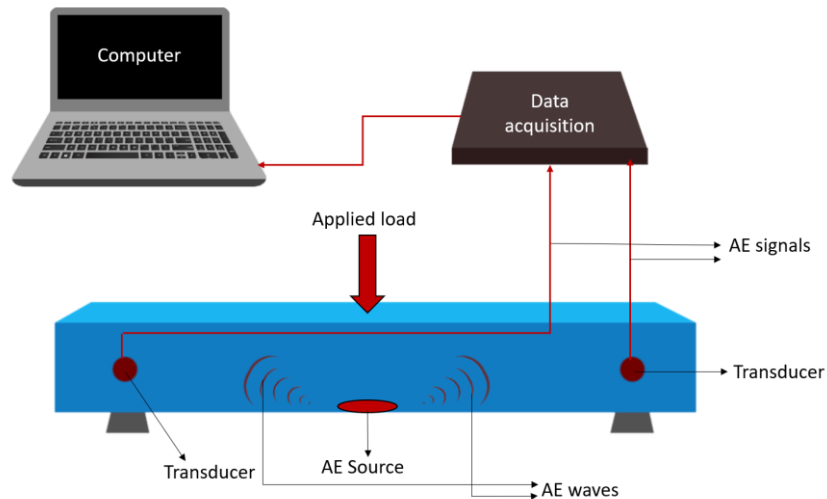 Computer
Data
acquisition
Applied load
AE signals
Transducer
Transducer
AE Source
AE waves